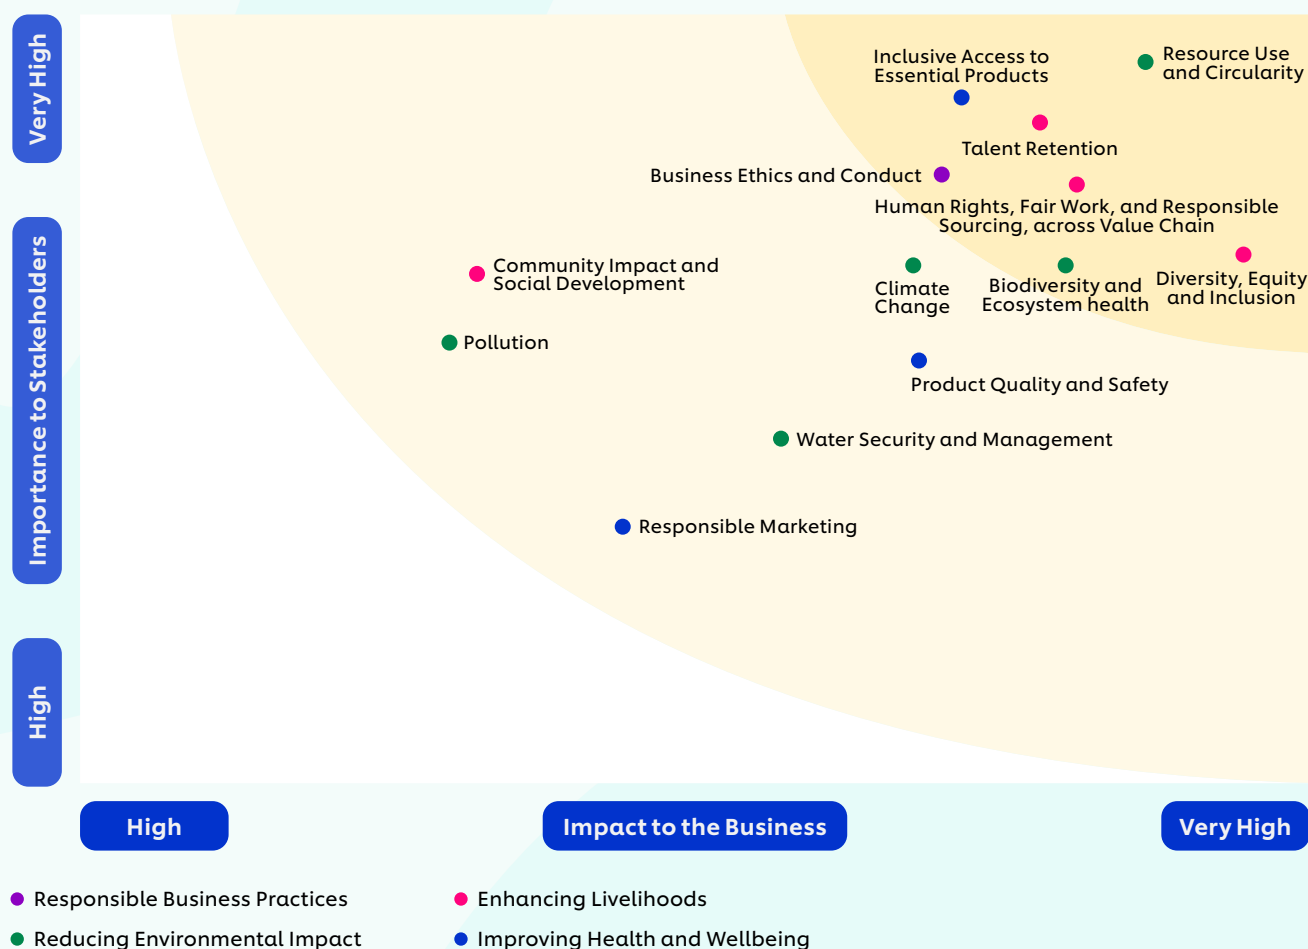 Very High
Importance to Stakeholders
High
Inclusive Access to
Essential Products
Resource Use
and Circularity
Talent Retention
Business Ethics and Conduct
Human Rights, Fair Work, and Responsible
Sourcing, across Value Chain
Community Impact and
Social Development
Climate
Change
Biodiversity and
Ecosystem health
Diversity, Equity
and Inclusion
Pollution
Product Quality and Safety
Water Security and Management
Responsible Marketing
High
Impact to the Business
Very High
Responsible Business Practices
Enhancing Livelihoods
Reducing Environmental Impact
Improving Health and Wellbeing